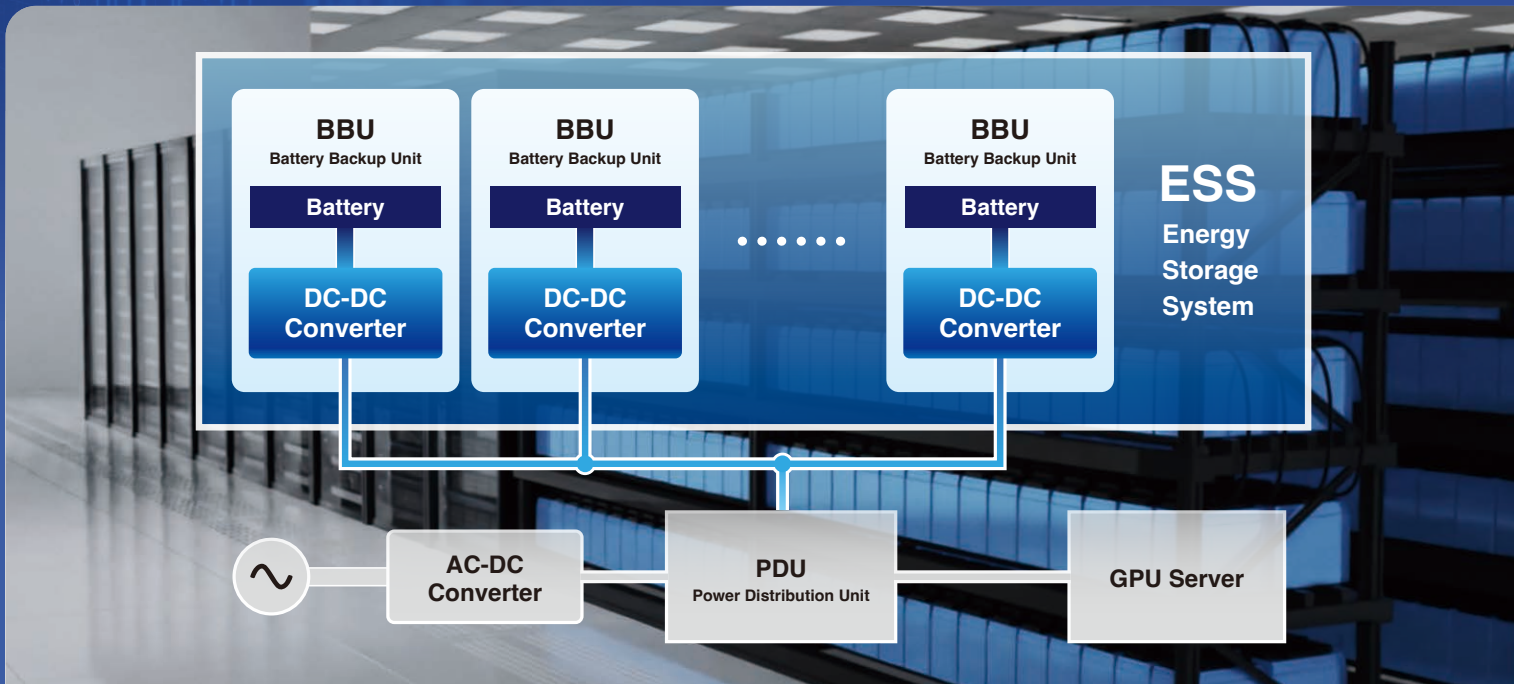 BBU
Battery Backup Unit
Battery
DC-DC
Converter
BBU
Battery Backup Unit
Battery
DC-DC
Converter
......
BBU
Battery Backup Unit
Battery
DC-DC
Converter
ESS
Energy
Storage
System
AC-DC
Converter
PDU
Power Distribution Unit
GPU Server